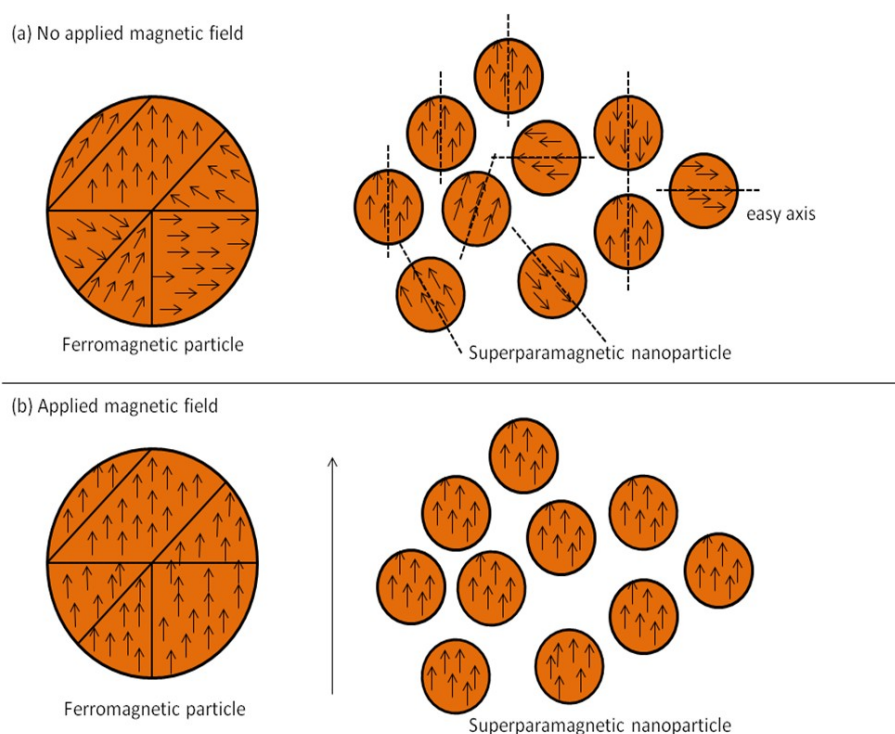 (a) No applied magnetic field
easy axis
Ferromagnetic particle
Superparamagnetic nanoparticle
(b) Applied magnetic field
Ferromagnetic particle
Superparamagnetic nanoparticle